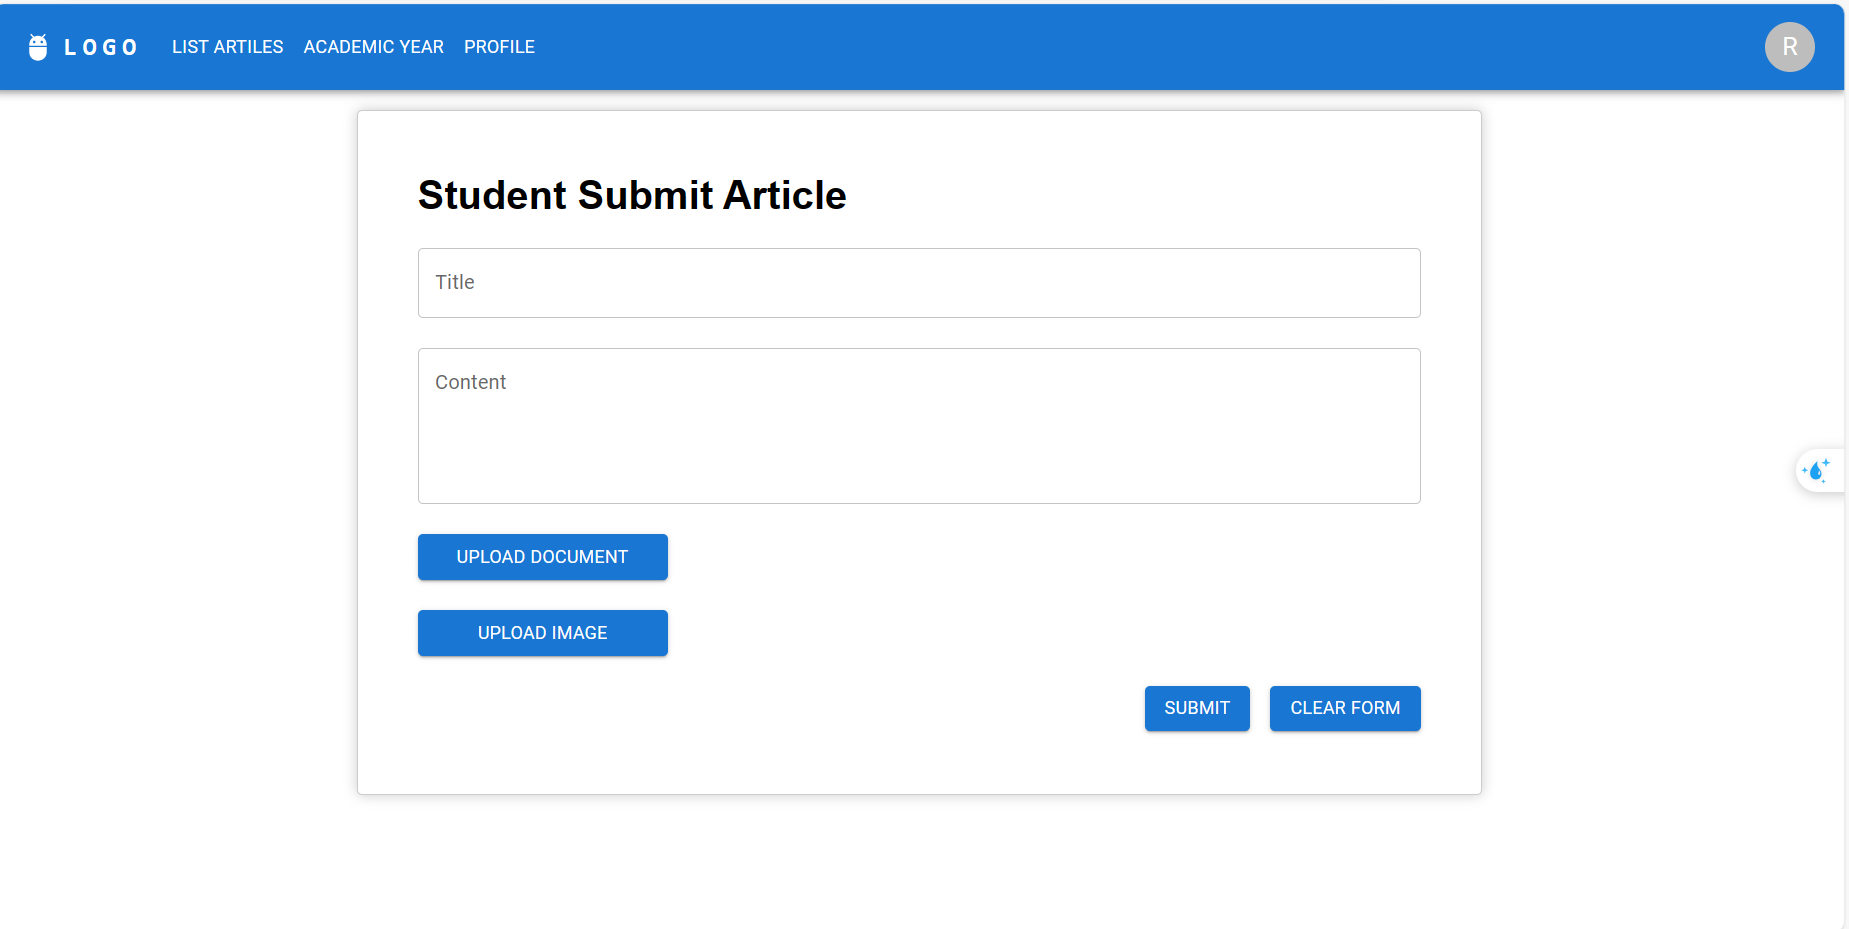 LOGO LIST ARTILES ACADEMIC YEAR PROFILE R
Student Submit Article
Title
Content
UPLOAD DOCUMENT
UPLOAD IMAGE
SUBMIT CLEAR FORM